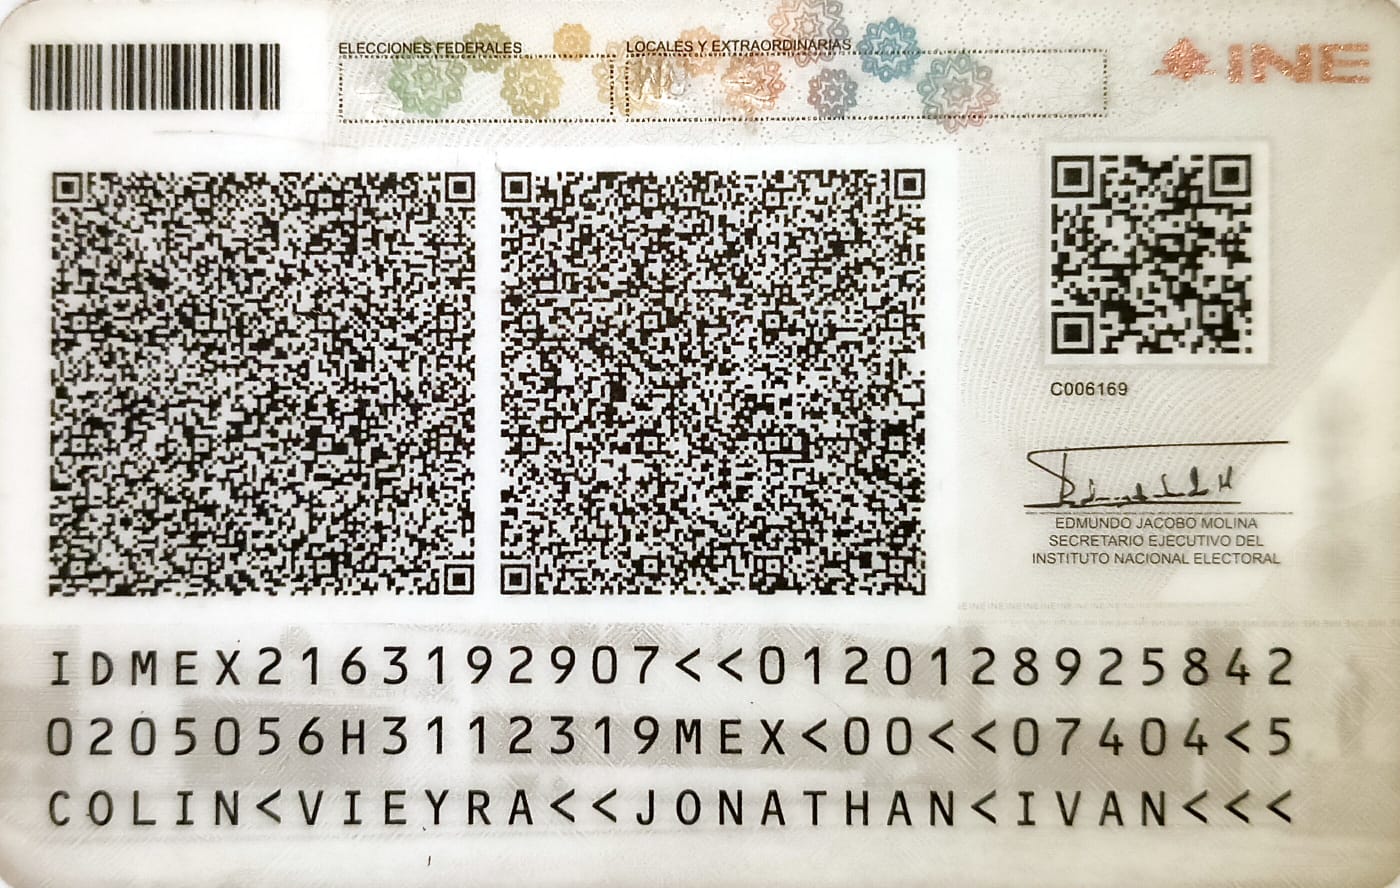 ELECCIONES FEDERALES LOCALES Y EXTRAORDINARIAS
INE
C006169
EDMUNDO JACOBO MOLINA
SECRETARIO EJECUTIVO DEL
INSTITUTO NACIONAL ELECTORAL
IDMEX2163192907<<0120128925842
0205056H3112319MEX<00<<07404<5
COLIN<VIEYRA<<JONATHAN<IVAN<<<